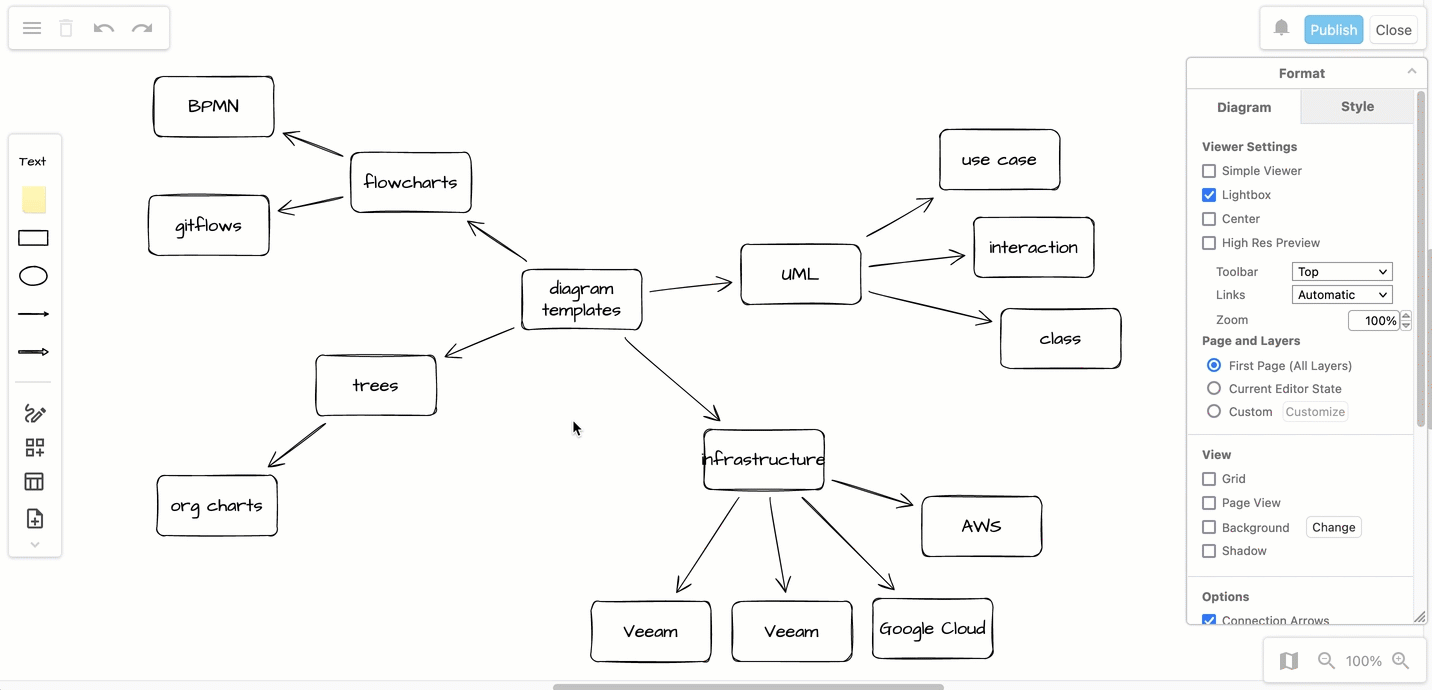 Publish
Close
Format
Diagram
Style
Text
BPMN
flowcharts
gitflows
diagram
templates
trees
org charts
UML
use case
interaction
class
infrastructure
AWS
Veeam
Veeam
Google Cloud
Viewer Settings
Simple Viewer
Lightbox
Center
High Res Preview
Toolbar
Top
Links
Automatic
Zoom
100%
Page and Layers
First Page (All Layers)
Current Editor State
Custom
Customize
View
Grid
Page View
Background
Change
Shadow
Options
Connection Arrows
100%